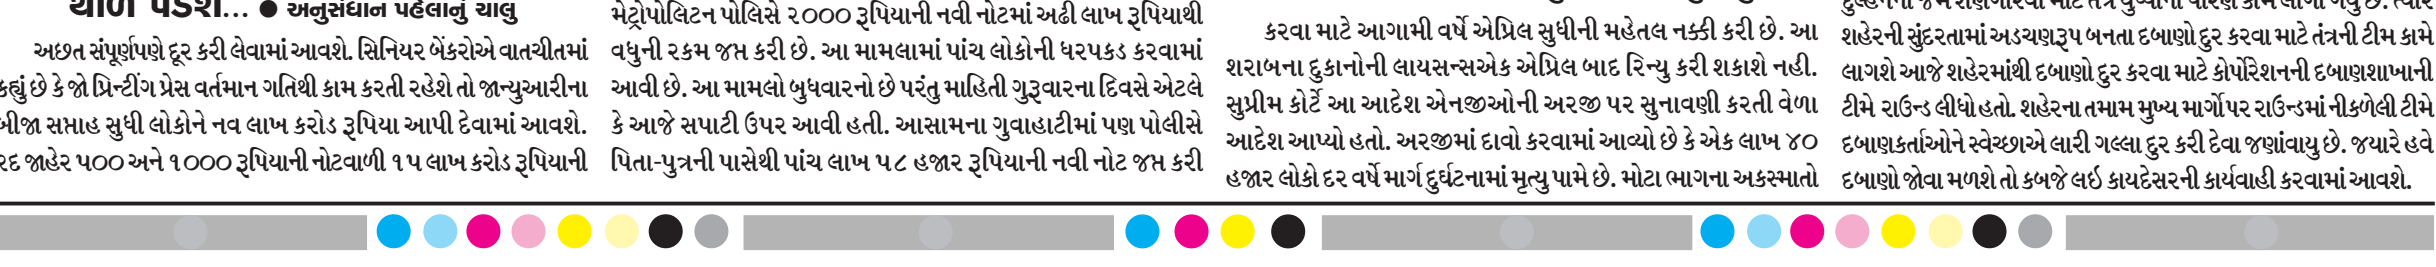 થાળે પડશે... ● અનુસંધાન પહેલાનું ચાલુ
અછત સંપૂર્ણપણે દૂર કરી લેવામાં આવશે. સિનિયર બેંકરોએ વાતચીતમાં
કહ્યું છે કે જો પ્રિન્ટીંગ પ્રેસ વર્તમાન ગતિથી કામ કરતી રહેશે તો જાન્યુઆરીના
બીજા સપ્તાહ સુધી લોકોને નવ લાખ કરોડ રૂપિયા આપી દેવામાં આવશે.
રદ જાહેર ૫૦૦ અને ૧૦૦૦ રૂપિયાની નોટવાળી ૧૫ લાખ કરોડ રૂપિયાની
મેટ્રોપોલિટન પોલિસે ૨૦૦૦ રૂપિયાની નવી નોટમાં અઢી લાખ રૂપિયાથી
વધુની રકમ જપ્ત કરી છે. આ મામલામાં પાંચ લોકોની ધરપકડ કરવામાં
આવી છે. આ મામલો બુધવારનો છે પરંતુ માહિતી ગુરૂવારના દિવસે એટલે
કે આજે સપાટી ઉપર આવી હતી. આસામના ગુવાહાટીમાં પણ પોલીસે
પિતા-પુત્રની પાસેથી પાંચ લાખ ૫૮ હજાર રૂપિયાની નવી નોટ જપ્ત કરી
કરવા માટે આગામી વર્ષે એપ્રિલ સુધીની મહેતલ નક્કી કરી છે. આ
શરાબના દુકાનોની લાયસન્સએક એપ્રિલ બાદ રિન્યુ કરી શકાશે નહી.
સુપ્રીમ કોર્ટે આ આદેશ એનજીઓની અરજી પર સુનાવણી કરતી વેળા
આદેશ આપ્યો હતો. અરજીમાં દાવો કરવામાં આવ્યો છે કે એક લાખ ૪૦
હજાર લોકો દર વર્ષે માર્ગ દુર્ઘટનામાં મૃત્યુ પામે છે. મોટા ભાગના અકસ્માતો
શહેરની સુંદરતામાં અડચણરૂપ બનતા દબાણો દુર કરવા માટે તંત્રની ટીમ કામે
લાગશે આજે શહેરમાંથી દબાણો દુર કરવા માટે કોર્પોરેશનની દબાણશાખાની
ટીમે રાઉન્ડ લીધો હતો. શહેરના તમામ મુખ્ય માર્ગો પર રાઉન્ડમાં નીકળેલી ટીમે
દબાણકર્તાઓને સ્વેચ્છાએ લારી ગલ્લા દુર કરી દેવા જણાંવાયુ છે. જયારે હવે
દબાણો જોવા મળશે તો કબજે લઇ કાયદેસરની કાર્યવાહી કરવામાં આવશે.